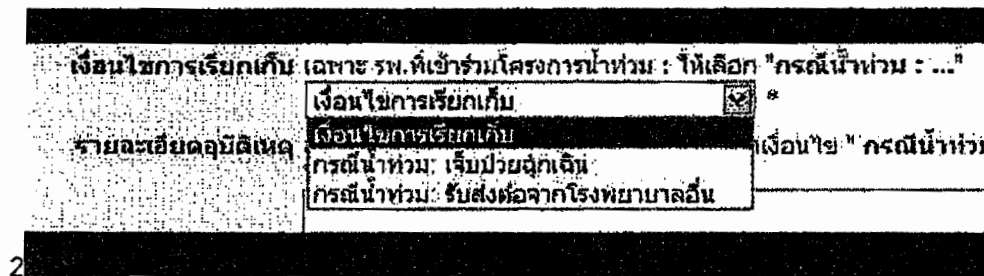 เงื่อนไขการเรียกเก็บ เฉพาะ รพ.ที่เข้าร่วมโครงการน้ำท่วม : ให้เลือก "กรณีน้ำท่วม : ..."
เงื่อนไขการเรียกเก็บ *
เงื่อนไขการเรียกเก็บ
รายละเอียดอุบัติเหตุ เงื่อนไข " กรณีน้ำท่วม
กรณีน้ำท่วม: เจ็บป่วยฉุกเฉิน
กรณีน้ำท่วม: รับส่งต่อจากโรงพยาบาลอื่น
2